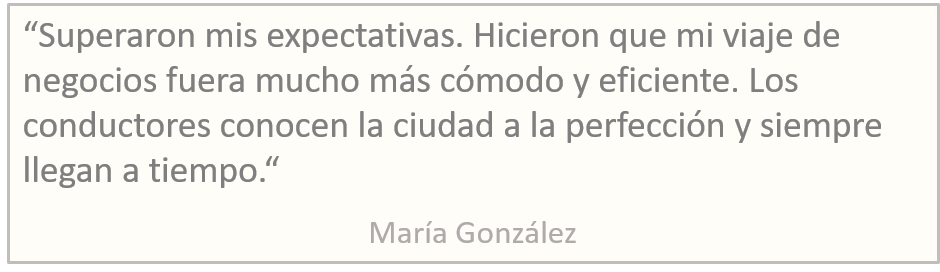 “Superaron mis expectativas. Hicieron que mi viaje de
negocios fuera mucho más cómodo y eficiente. Los
conductores conocen la ciudad a la perfección y siempre
llegan a tiempo.“
María González